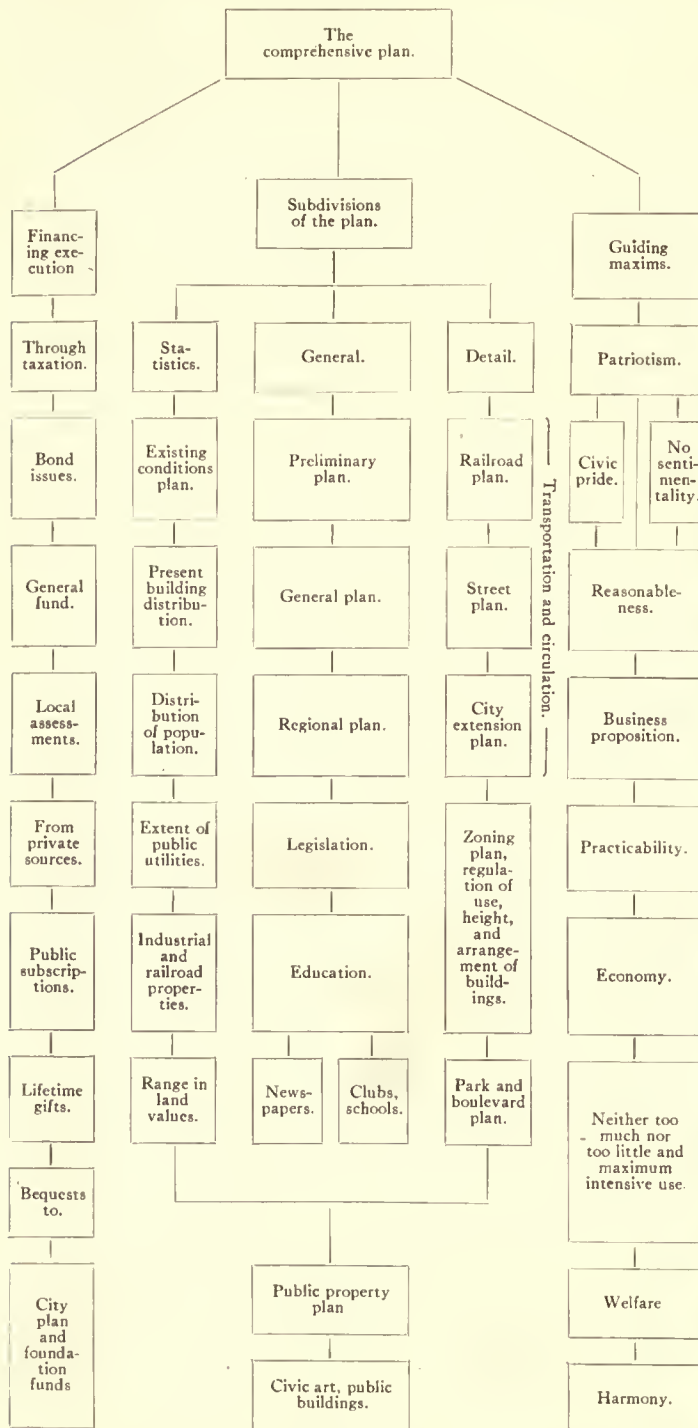 The
comprehensive plan.
Financ-
ing exe-
cution
Through
taxation.
Bond
issues.
General
fund.
Local
assess-
ments.
From
private
sources.
Public
subscrip-
tions.
Lifetime
gifts.
Bequests
to.
City
plan
and
founda-
tion
funds
Subdivisions
of the plan.
Sta-
tistics.
Existing
conditions
plan.
Present
building
distribu-
tion.
Distri-
bution
of popu-
lation.
Extent of
public
utilities.
Industrial
and
railroad
proper-
ties.
Range in
land
values.
General.
Preliminary
plan.
General plan.
Regional plan.
Legislation.
Education.
News-
papers.
Clubs,
schools.
Detail.
Railroad
plan.
Street
plan.
City
extension
plan.
Transportation and circulation.
Zoning
plan,
regula-
tion of
use,
height,
and
arrange-
ment of
build-
ings.
Park and
boulevard
plan.
Public property
plan
Civic art, public
buildings.
Guiding
maxims.
Patriotism.
Civic
pride.
No
senti-
men-
tality.
Reasonable-
ness.
Business
proposition.
Practicability.
Economy.
Neither too
much nor
too little and
maximum
intensive use.
Welfare
Harmony.